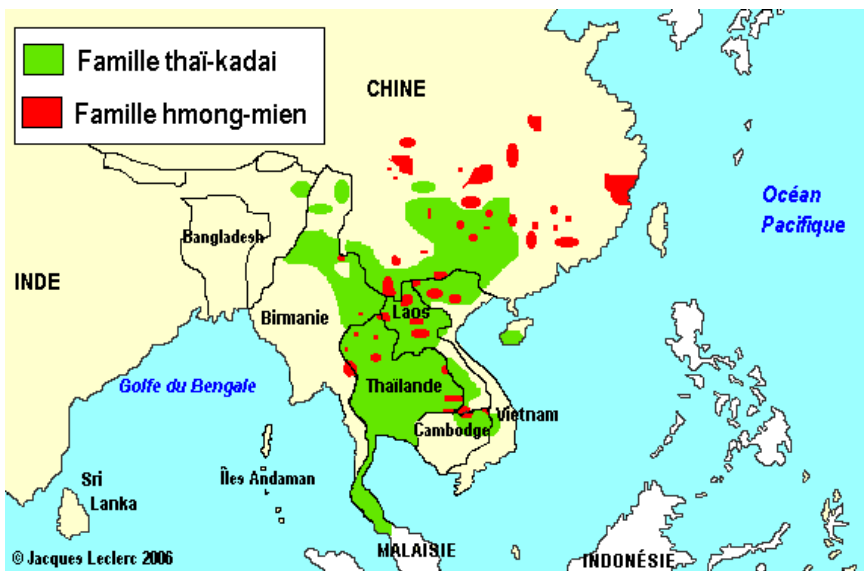 Famille thaï-kadai
Famille hmong-mien
CHINE
Océan
Pacifique
Bangladesh
INDE
Birmanie
Laos
Golfe du Bengale
Thaïlande
Vietnam
Cambodge
Sri
Lanka
Îles Andaman
© Jacques Leclerc 2006
MALAISIE
INDONÉSIE